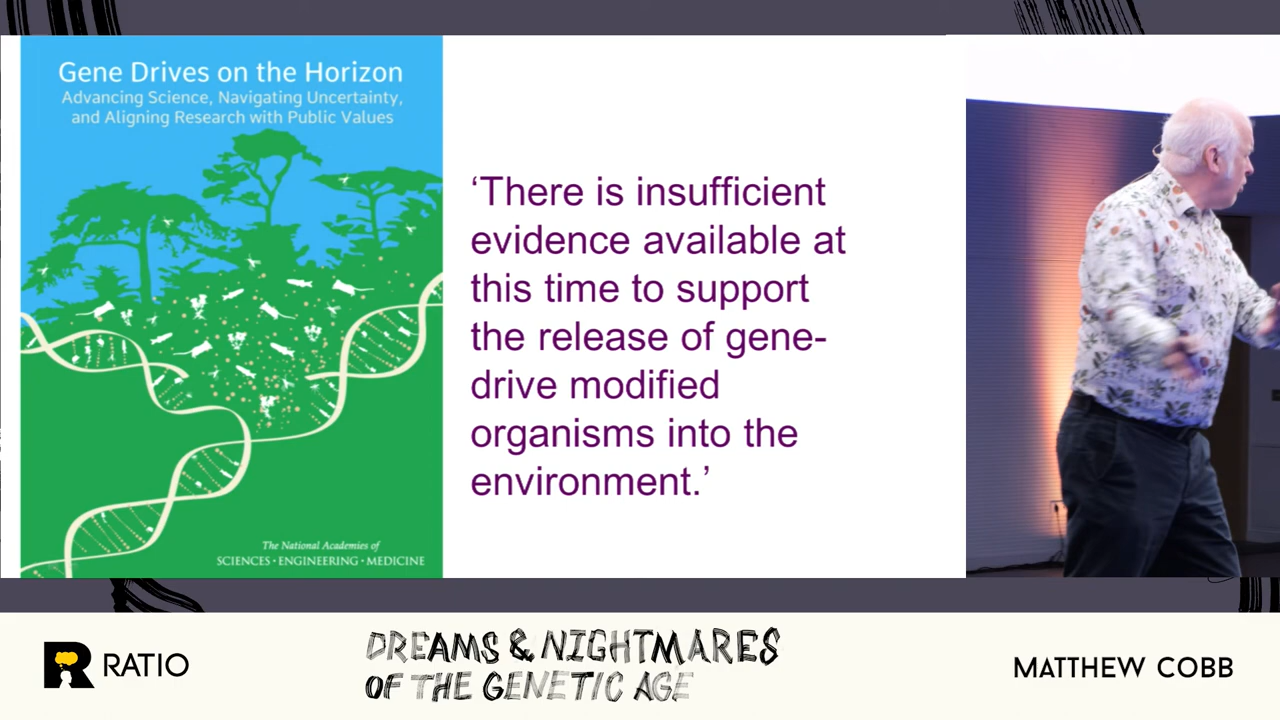 Gene Drives on the Horizon
Advancing Science, Navigating Uncertainty,
and Aligning Research with Public Values
The National Academies of
SCIENCES • ENGINEERING • MEDICINE
‘There is insufficient
evidence available at
this time to support
the release of gene-
drive modified
organisms into the
environment.’
R RATIO
DREAMS & NIGHTMARES
OF THE GENETIC AGE
MATTHEW COBB